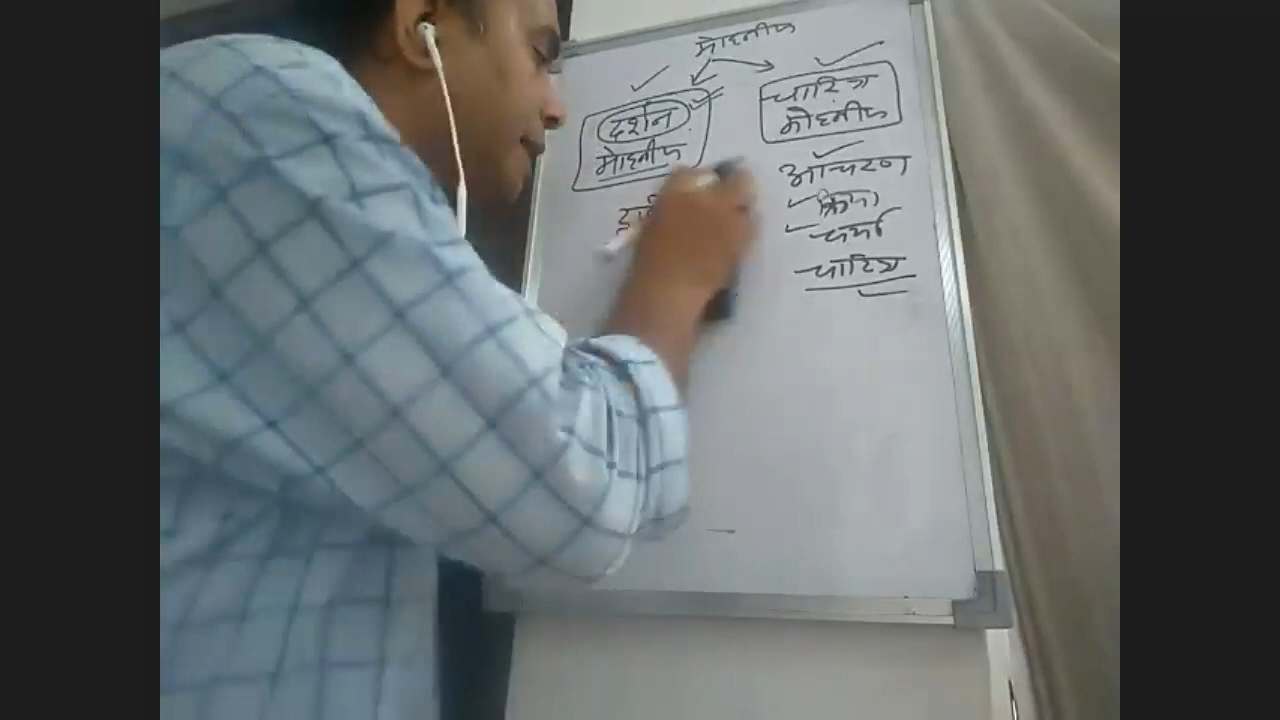 मोहनीय
दर्शन
मोहनीय
चारित्र
मोहनीय
आचरण
क्रिया
चर्या
चारित्र